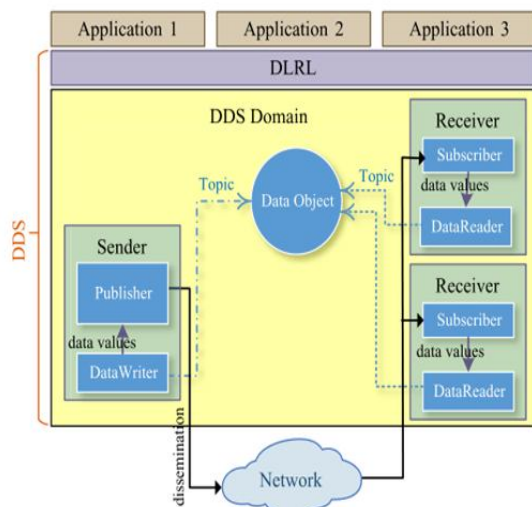 Application 1
Application 2
Application 3
DLRL
DDS
DDS Domain
Receiver
Subscriber
data values
DataReader
Topic
Topic
Data Object
Sender
Publisher
data values
DataWriter
Receiver
Subscriber
data values
DataReader
dissemination
Network